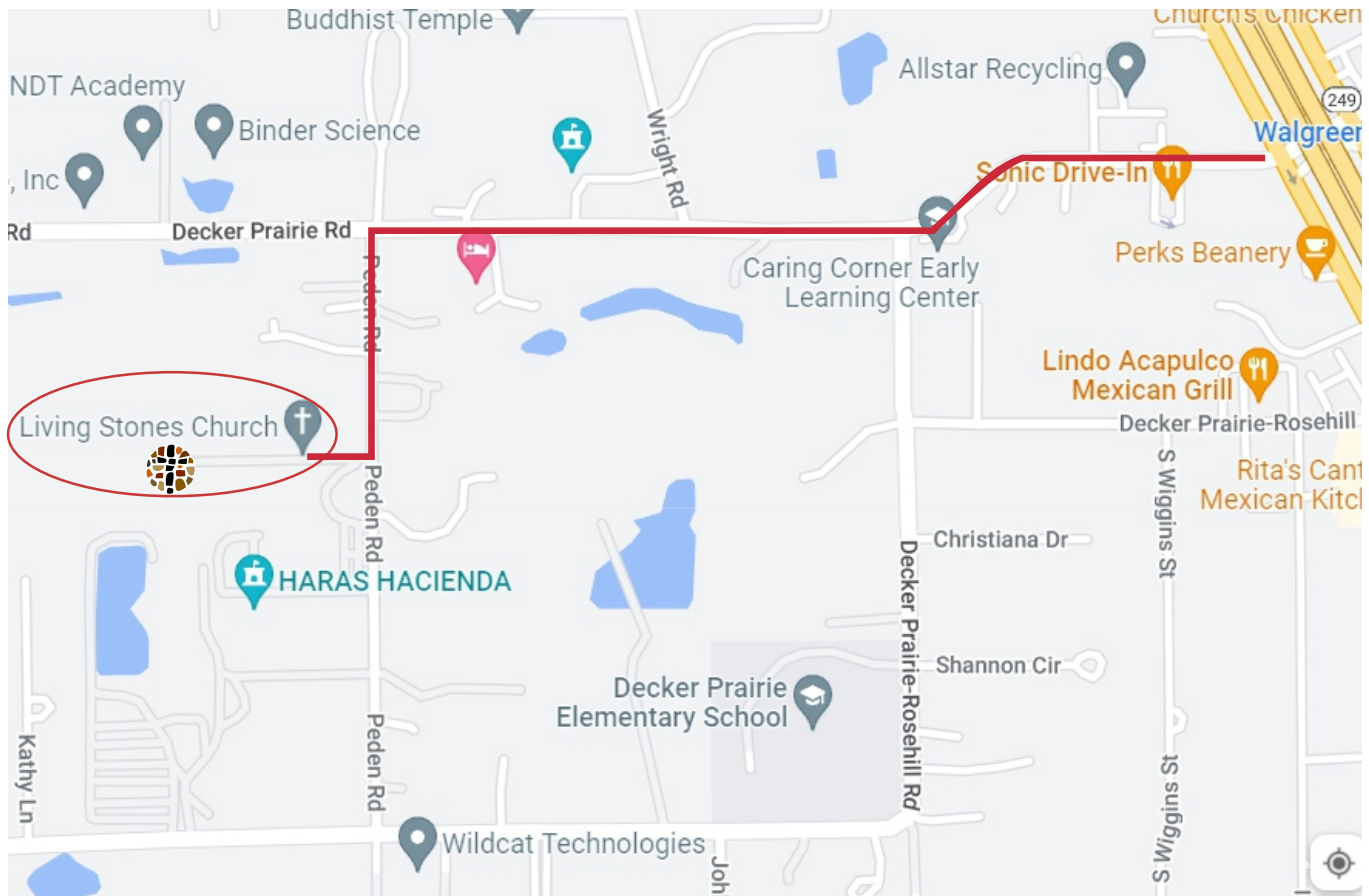 Church's Chicken
Buddhist Temple
Allstar Recycling
NDT Academy
249
Binder Science
Wright Rd
Walgreen
, Inc
Sonic Drive-In
Rd
Decker Prairie Rd
Perks Beanery
Caring Corner Early
Learning Center
Peden Rd
Lindo Acapulco
Mexican Grill
Living Stones Church
Decker Prairie-Rosehill
Rita's Cant
Mexican Kitch
Peden Rd
S Wiggins St
Christiana Dr
Decker Prairie-Rosehill Rd
HARAS HACIENDA
Shannon Cir
Decker Prairie
Elementary School
Peden Rd
Kathy Ln
S Wiggins St
Wildcat Technologies
Joh